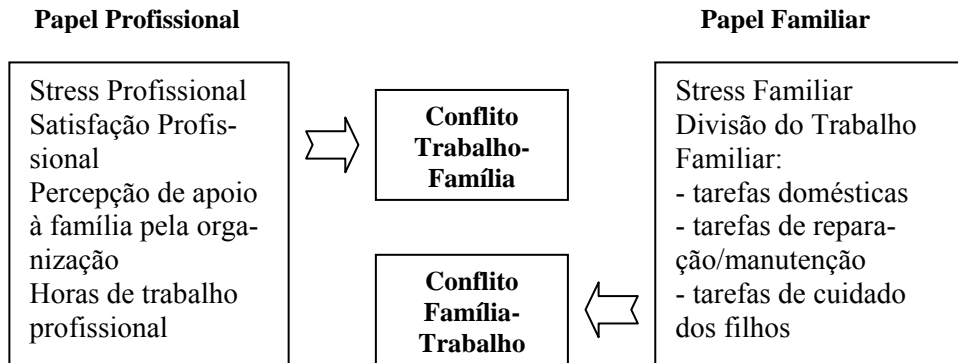 Papel Profissional
Stress Profissional
Satisfação Profis-
sional
Percepção de apoio
à família pela orga-
nização
Horas de trabalho
profissional
Conflito
Trabalho-
Família
Conflito
Família-
Trabalho
Papel Familiar
Stress Familiar
Divisão do Trabalho
Familiar:
- tarefas domésticas
- tarefas de repara-
ção/manutenção
- tarefas de cuidado
dos filhos